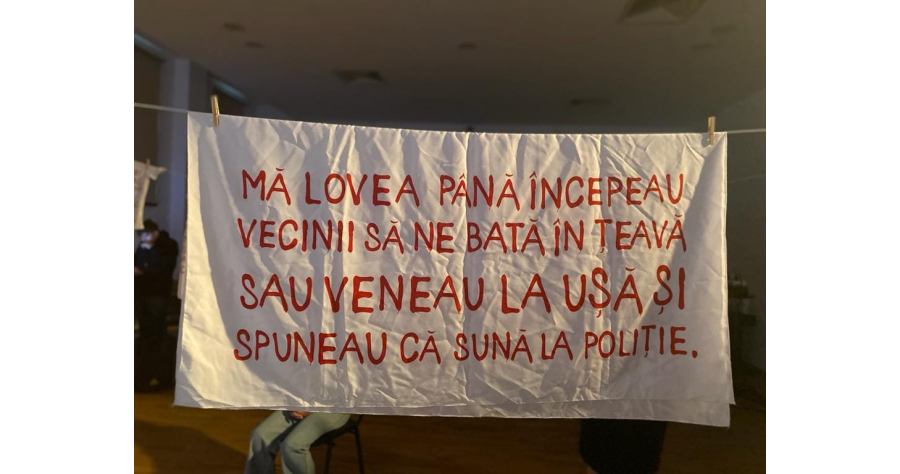 MĂ LOVEA PÂNĂ ÎNCEPEAU
VECINII SĂ NE BATĂ ÎN ȚEAVĂ
SAU VENEAU LA UȘĂ ȘI
SPUNEAU CĂ SUNĂ LA POLIȚIE.